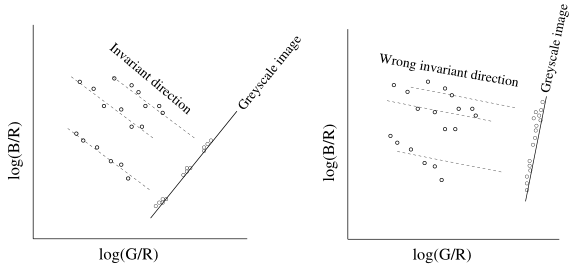 Invariant direction
Greyscale image
log(B/R)
log(G/R)
Wrong invariant direction
Greyscale image
log(B/R)
log(G/R)